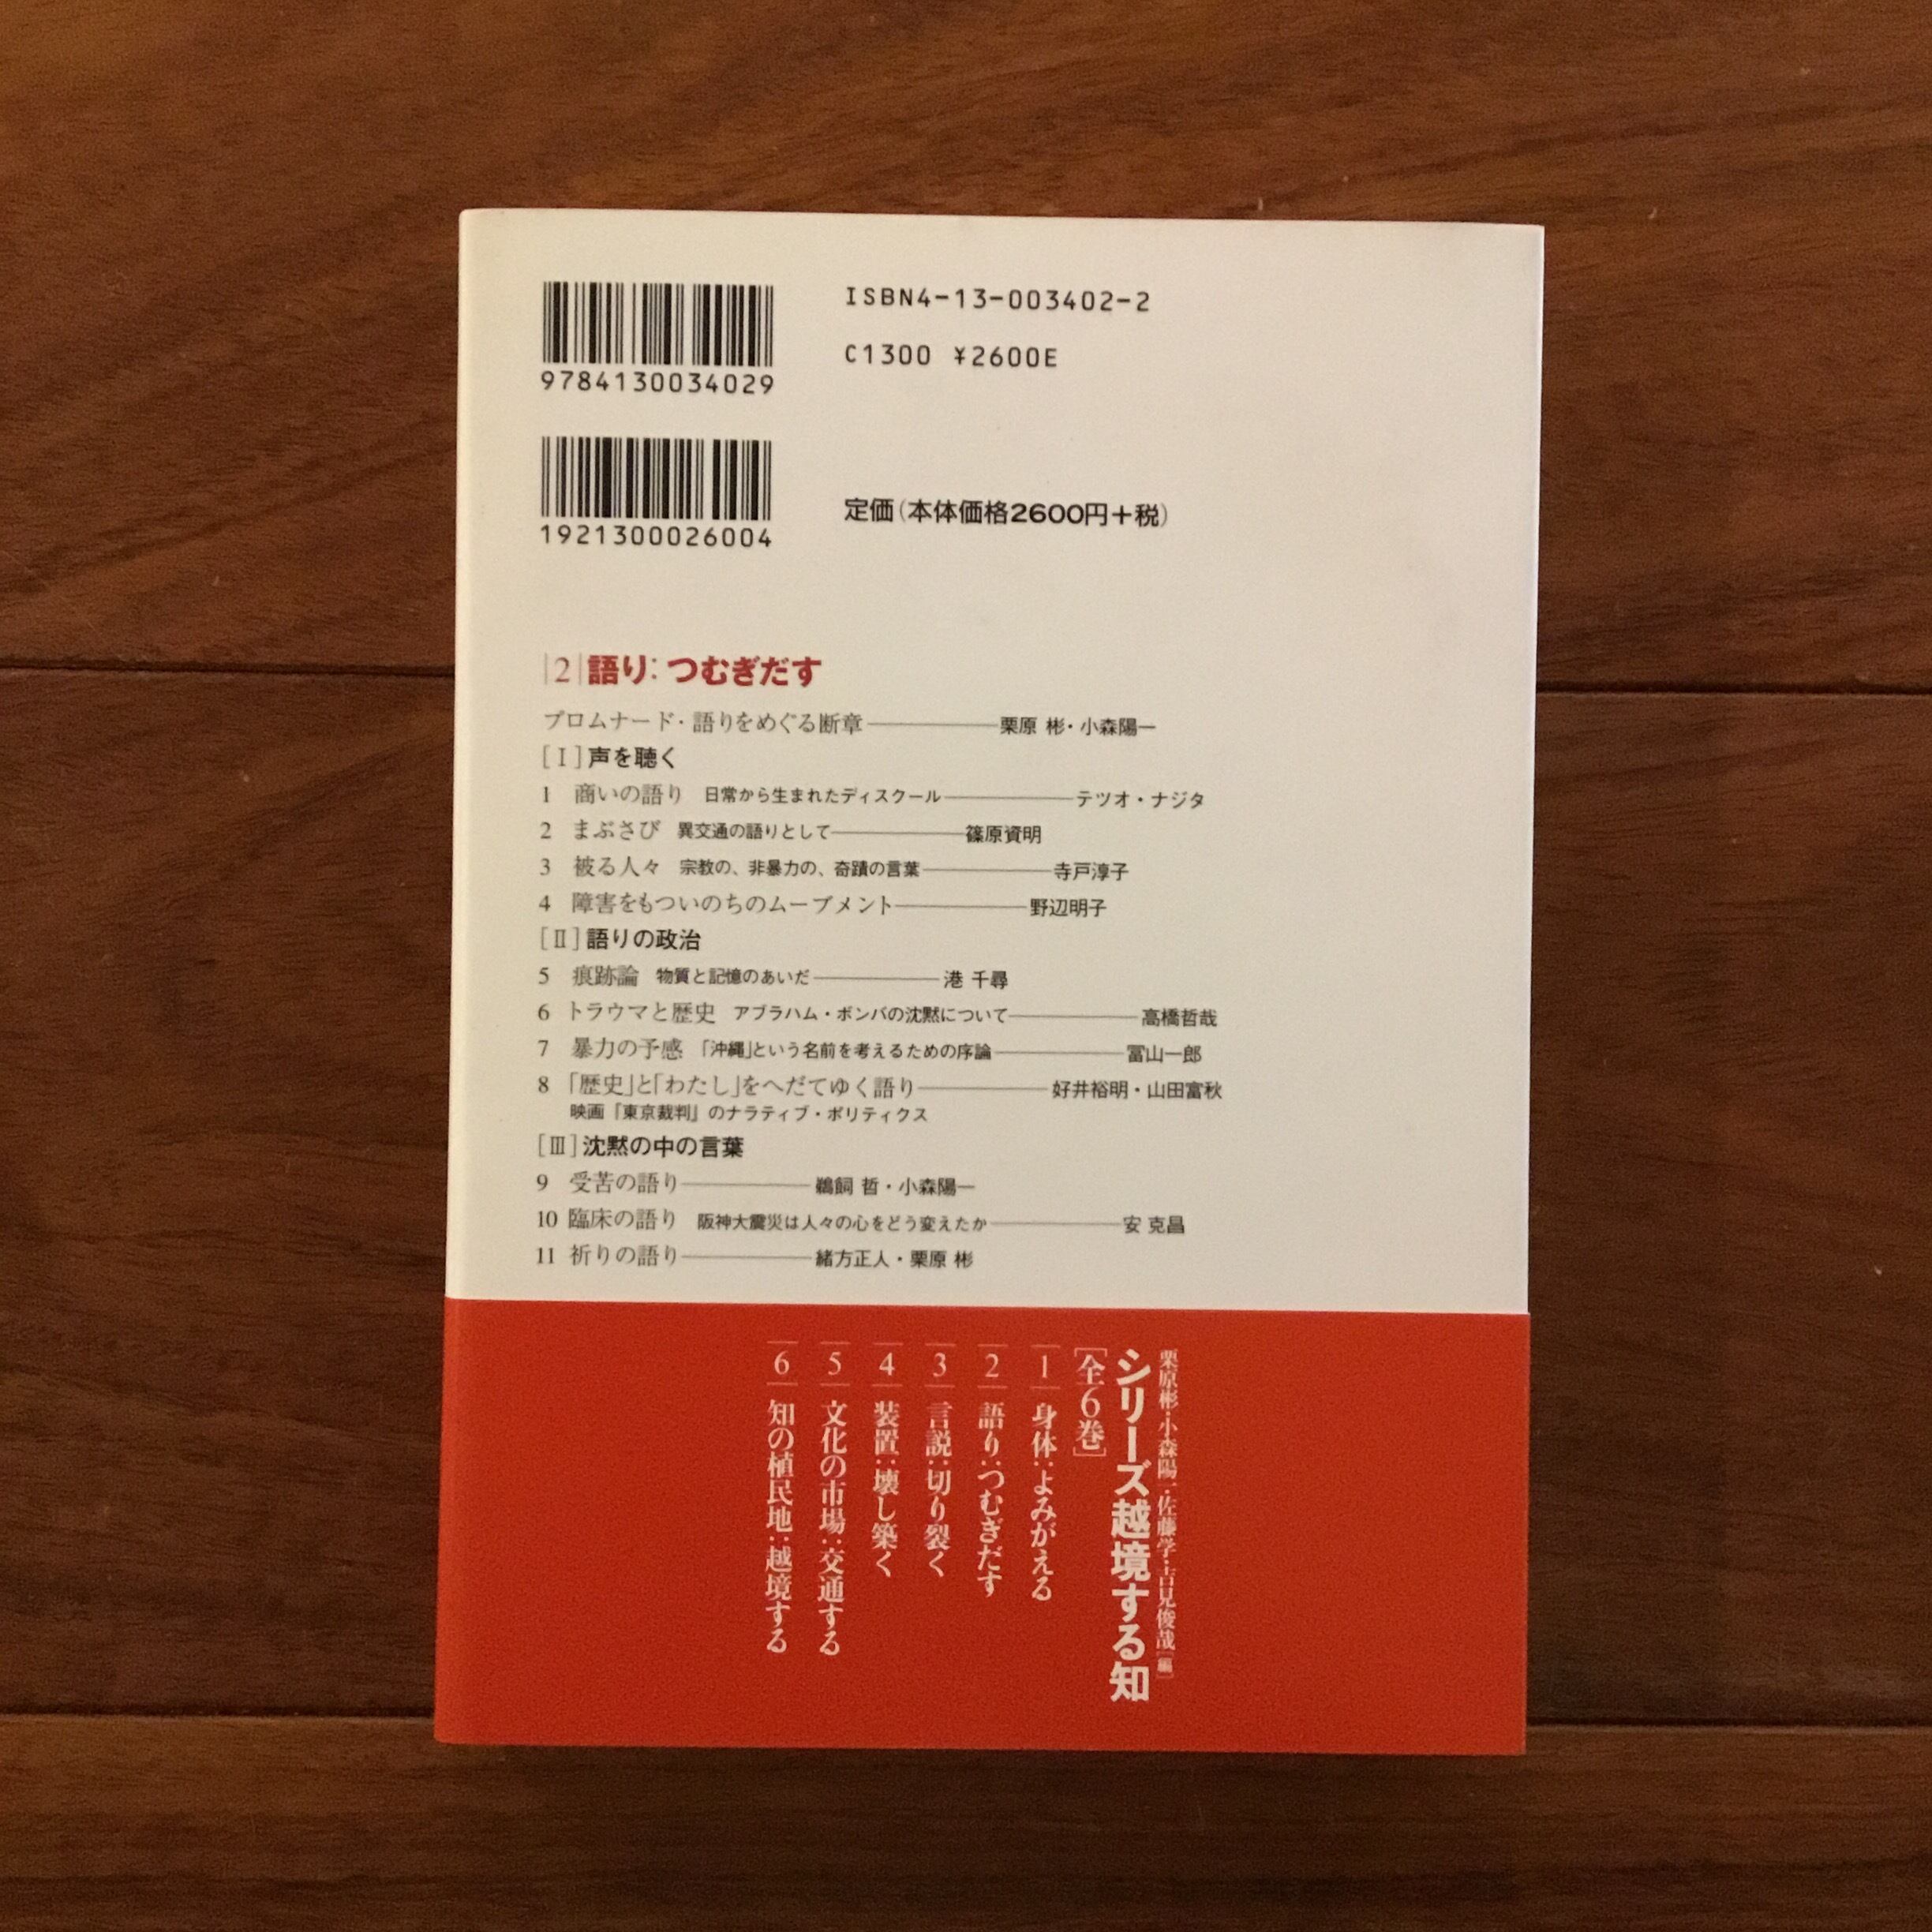 ISBN4-13-003402-2
C1300 ¥2600E
9784130034029
1921300026004
定価(本体価格2600円+税)
|2|語り:つむぎだす
プロムナード・語りをめぐる断章――栗原 彬・小森陽一
[Ⅰ]声を聴く
1 商いの語り 日常から生まれたディスクール――テツオ・ナジタ
2 まぶさび 異交通の語りとして――篠原資明
3 被る人々 宗教の、非暴力の、奇蹟の言葉――寺戸淳子
4 障害をもついのちのムーブメント――野辺明子
[Ⅱ]語りの政治
5 痕跡論 物質と記憶のあいだ――港 千尋
6 トラウマと歴史 アブラハム・ボンバの沈黙について――高橋哲哉
7 暴力の予感 「沖縄」という名前を考えるための序論――冨山一郎
8 「歴史」と「わたし」をへだてゆく語り――好井裕明・山田富秋
映画『東京裁判』のナラティブ・ポリティクス
[Ⅲ]沈黙の中の言葉
9 受苦の語り――鵜飼 哲・小森陽一
10 臨床の語り 阪神大震災は人々の心をどう変えたか――安 克昌
11 祈りの語り――緒方正人・栗原 彬
栗原彬・小森陽一・佐藤学・吉見俊哉[編]
シリーズ越境する知
[全6巻]
|1|身体:よみがえる
|2|語り:つむぎだす
|3|言説:切り裂く
|4|装置:壊し築く
|5|文化の市場:交通する
|6|知の植民地:越境する